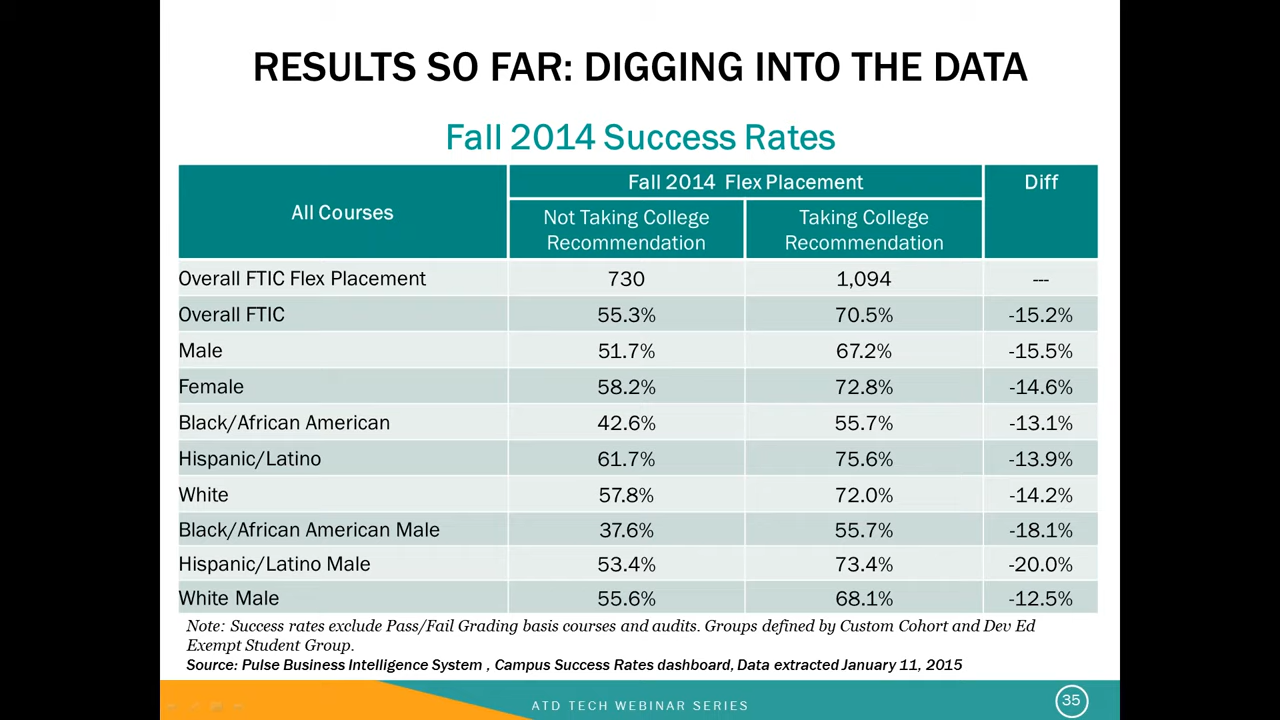 RESULTS SO FAR: DIGGING INTO THE DATA
Fall 2014 Success Rates
All Courses
Fall 2014 Flex Placement
Diff
Not Taking College
Recommendation
Taking College
Recommendation
Overall FTIC Flex Placement 730 1,094 ---
Overall FTIC 55.3% 70.5% -15.2%
Male 51.7% 67.2% -15.5%
Female 58.2% 72.8% -14.6%
Black/African American 42.6% 55.7% -13.1%
Hispanic/Latino 61.7% 75.6% -13.9%
White 57.8% 72.0% -14.2%
Black/African American Male 37.6% 55.7% -18.1%
Hispanic/Latino Male 53.4% 73.4% -20.0%
White Male 55.6% 68.1% -12.5%
Note: Success rates exclude Pass/Fail Grading basis courses and audits. Groups defined by Custom Cohort and Dev Ed
Exempt Student Group.
Source: Pulse Business Intelligence System , Campus Success Rates dashboard, Data extracted January 11, 2015
ATD TECH WEBINAR SERIES
35